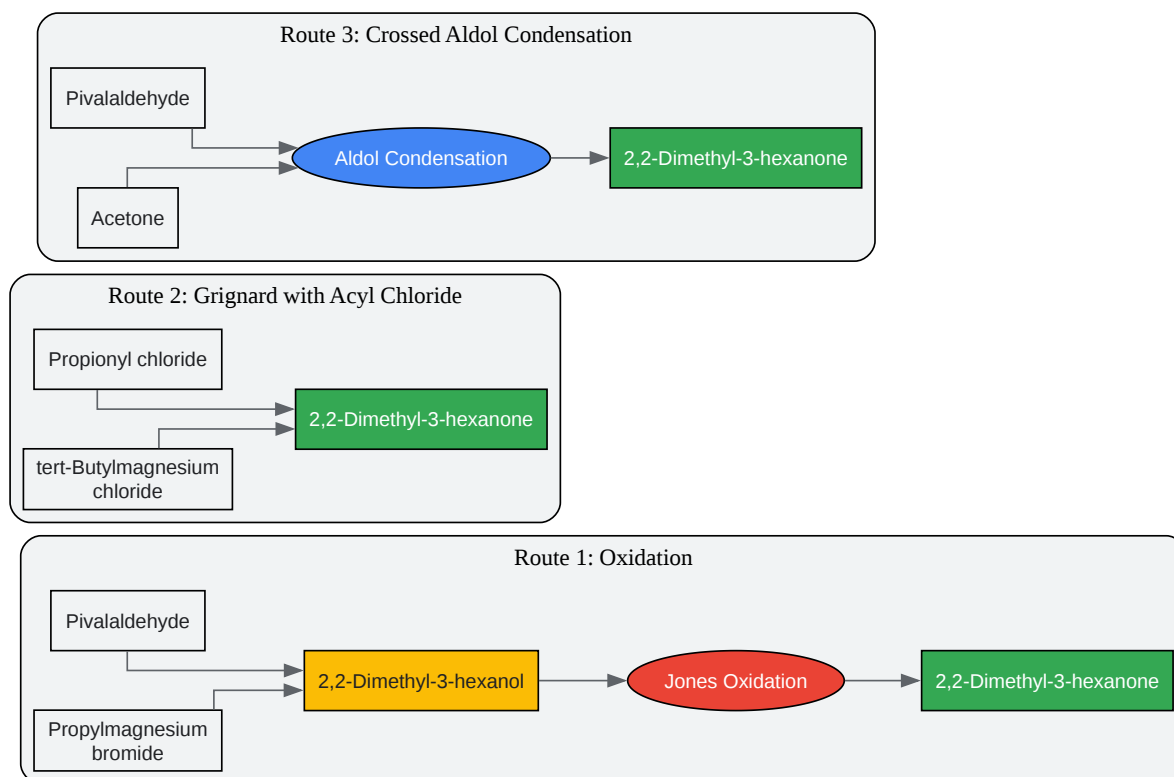 Route 3: Crossed Aldol Condensation
Pivalaldehyde
Aldol Condensation
2,2-Dimethyl-3-hexanone
Acetone
Route 2: Grignard with Acyl Chloride
Propionyl chloride
2,2-Dimethyl-3-hexanone
tert-Butylmagnesium
chloride
Route 1: Oxidation
Pivalaldehyde
2,2-Dimethyl-3-hexanol
Jones Oxidation
2,2-Dimethyl-3-hexanone
Propylmagnesium
bromide